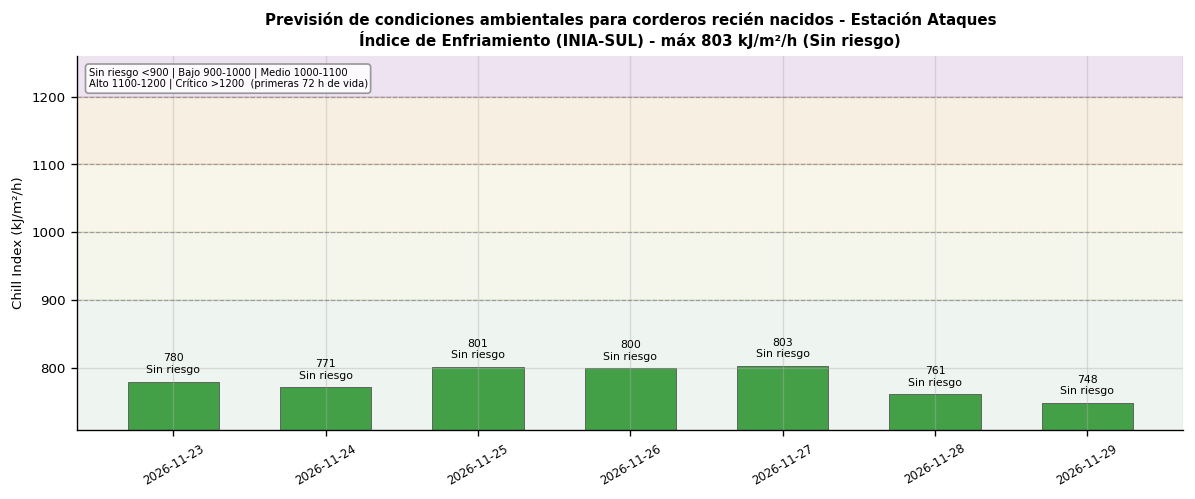 Previsión de condiciones ambientales para corderos recién nacidos - Estación Ataques
Índice de Enfriamiento (INIA-SUL) - máx 803 kJ/m²/h (Sin riesgo)
Sin riesgo <900 | Bajo 900-1000 | Medio 1000-1100
Alto 1100-1200 | Crítico >1200  (primeras 72 h de vida)
Chill Index (kJ/m²/h)
1200
1100
1000
900
800
780
Sin riesgo
771
Sin riesgo
801
Sin riesgo
800
Sin riesgo
803
Sin riesgo
761
Sin riesgo
748
Sin riesgo
2026-11-23
2026-11-24
2026-11-25
2026-11-26
2026-11-27
2026-11-28
2026-11-29